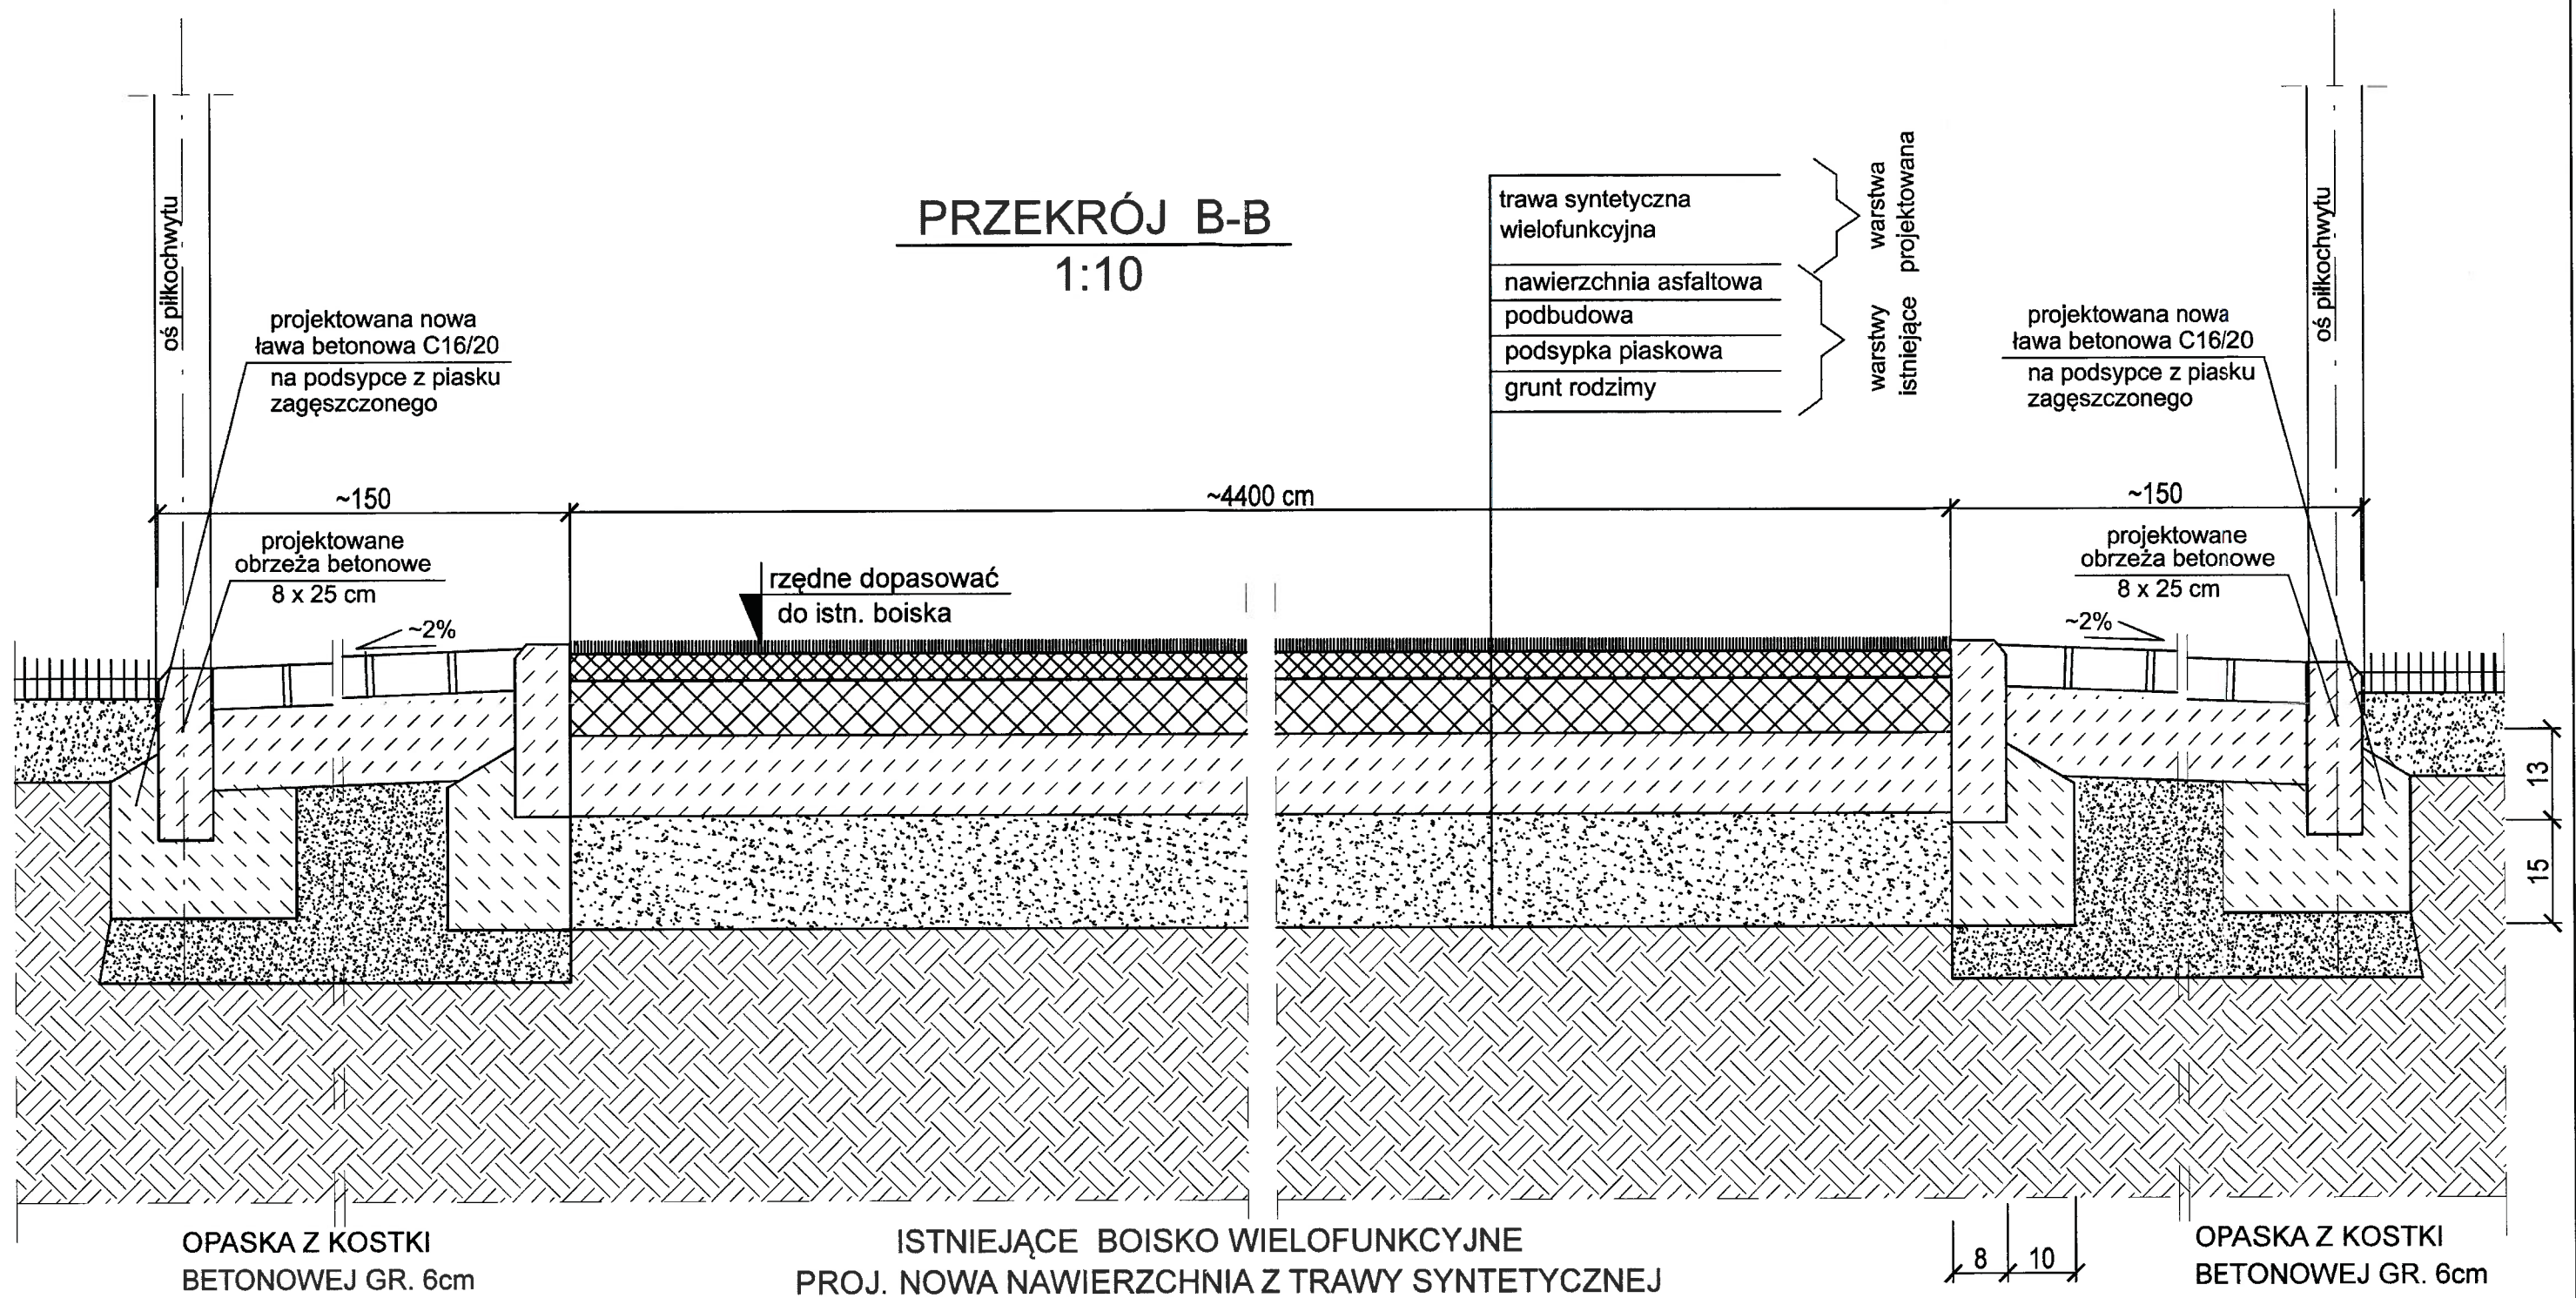 PRZEKRÓJ B-B
1:10
oś piłkochwytu
projektowana nowa
ława betonowa C16/20
na podsypce z piasku
zagęszczonego
trawa syntetyczna
wielofunkcyjna
nawierzchnia asfaltowa
podbudowa
podsypka piaskowa
grunt rodzimy
warstwa
projektowana
warstwy
istniejące
projektowana nowa
ława betonowa C16/20
na podsypce z piasku
zagęszczonego
oś piłkochwytu
~150
~4400 cm
~150
projektowane
obrzeża betonowe
8 x 25 cm
~2%
rzędne dopasować
do istn. boiska
projektowane
obrzeża betonowe
8 x 25 cm
~2%
13
15
8
10
OPASKA Z KOSTKI
BETONOWEJ GR. 6cm
ISTNIEJĄCE BOISKO WIELOFUNKCYJNE
PROJ. NOWA NAWIERZCHNIA Z TRAWY SYNTETYCZNEJ
OPASKA Z KOSTKI
BETONOWEJ GR. 6cm